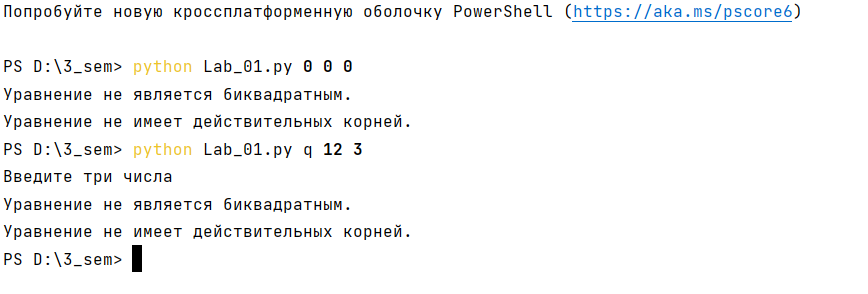 Попробуйте новую кроссплатформенную оболочку PowerShell (https://aka.ms/pscore6)
PS D:\3_sem> python Lab_01.py 0 0 0
Уравнение не является биквадратным.
Уравнение не имеет действительных корней.
PS D:\3_sem> python Lab_01.py q 12 3
Введите три числа
Уравнение не является биквадратным.
Уравнение не имеет действительных корней.
PS D:\3_sem>